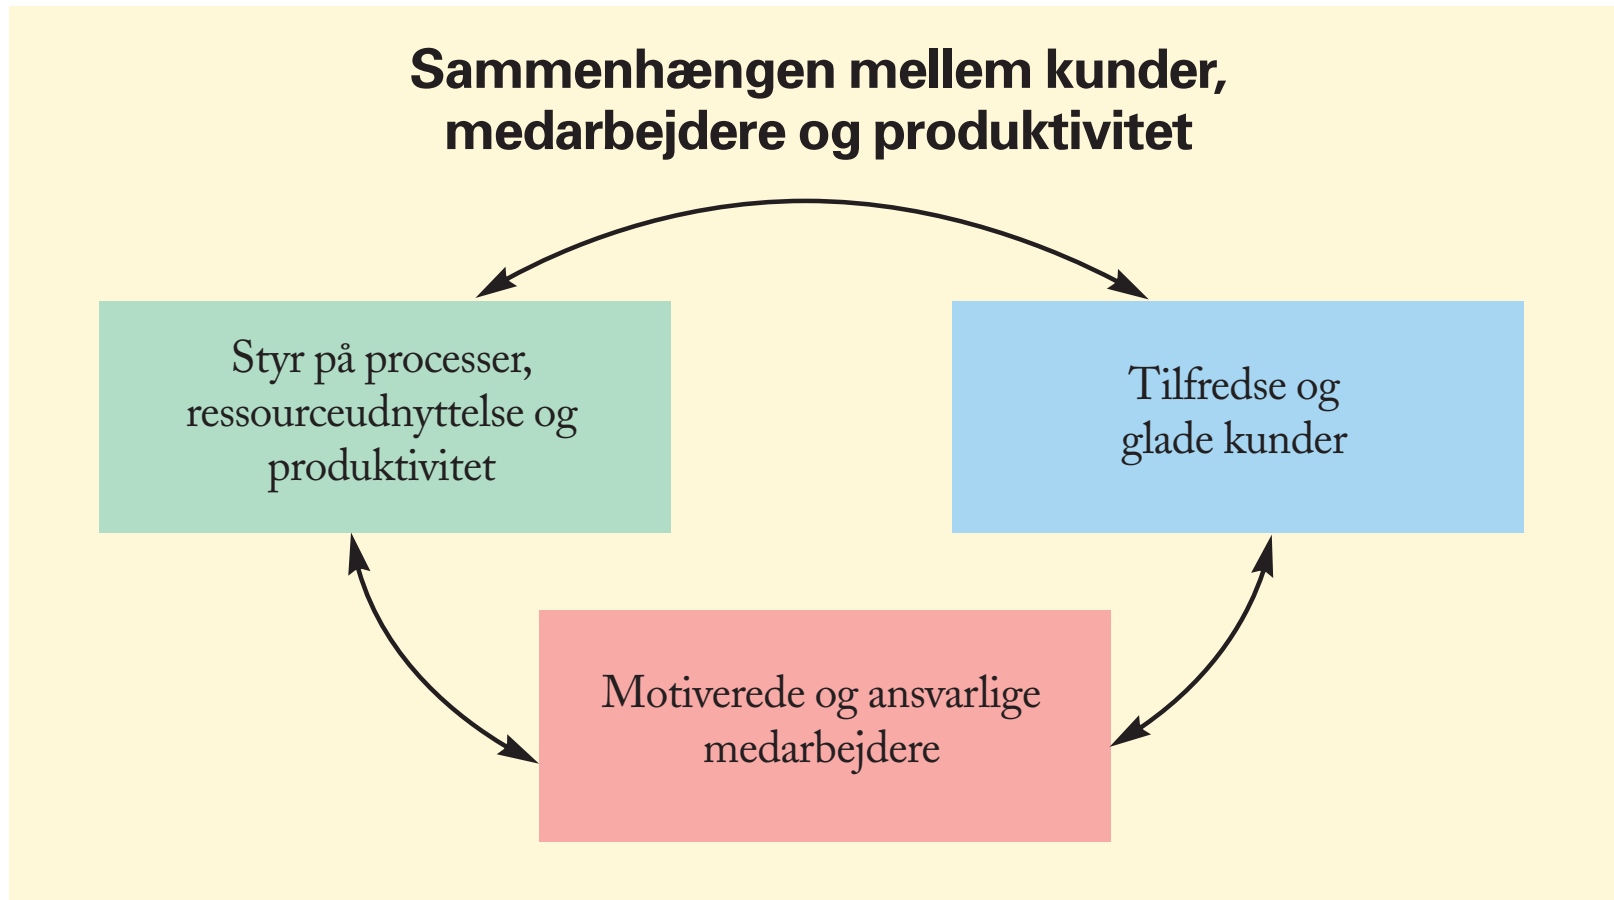 Sammenhængen mellem kunder,
medarbejdere og produktivitet
Styr på processer,
ressourceudnyttelse og
produktivitet
Tilfredse og
glade kunder
Motiverede og ansvarlige
medarbejdere